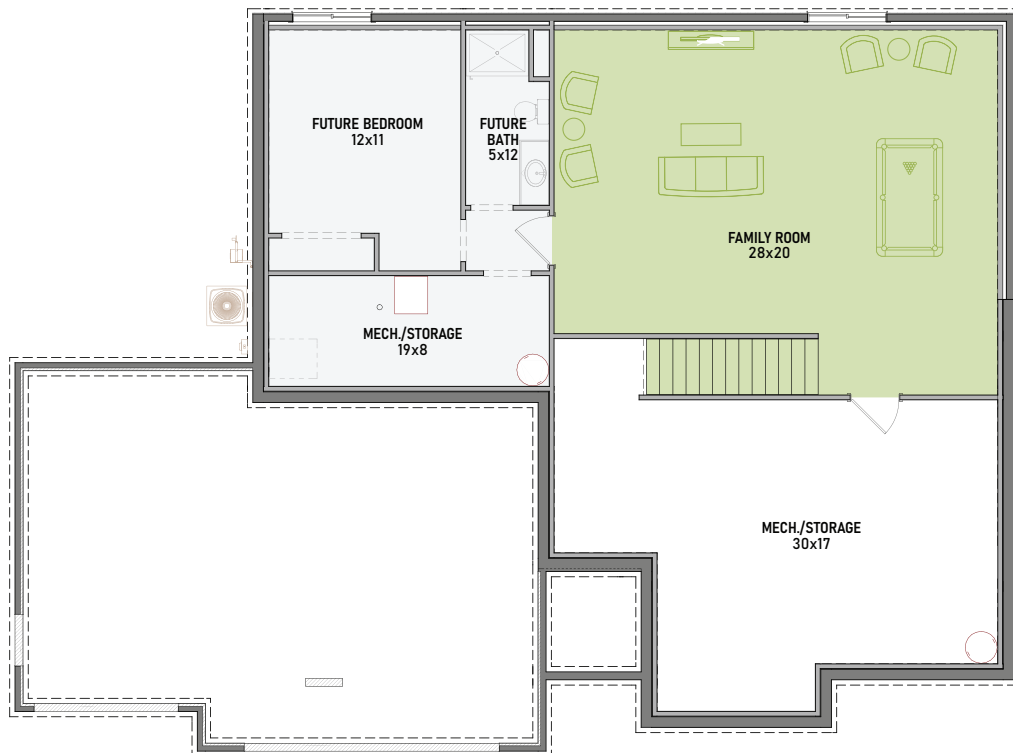 FUTURE BEDROOM
12x11
FUTURE
BATH
5x12
FAMILY ROOM
28x20
MECH./STORAGE
19x8
MECH./STORAGE
30x17